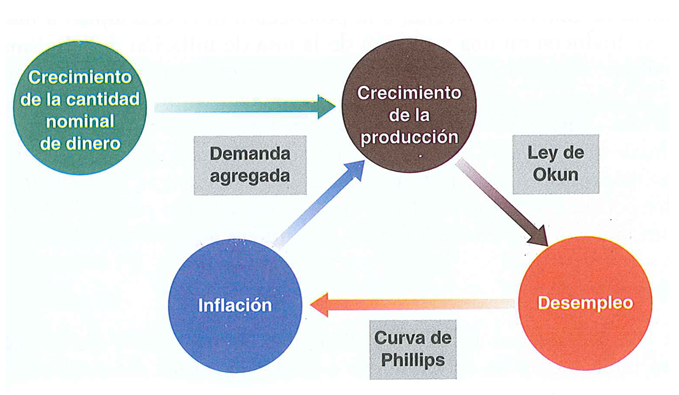 Crecimiento
de la cantidad
nominal
de dinero
Crecimiento
de la
producción
Demanda
agregada
Ley de
Okun
Inflación
Desempleo
Curva de
Phillips